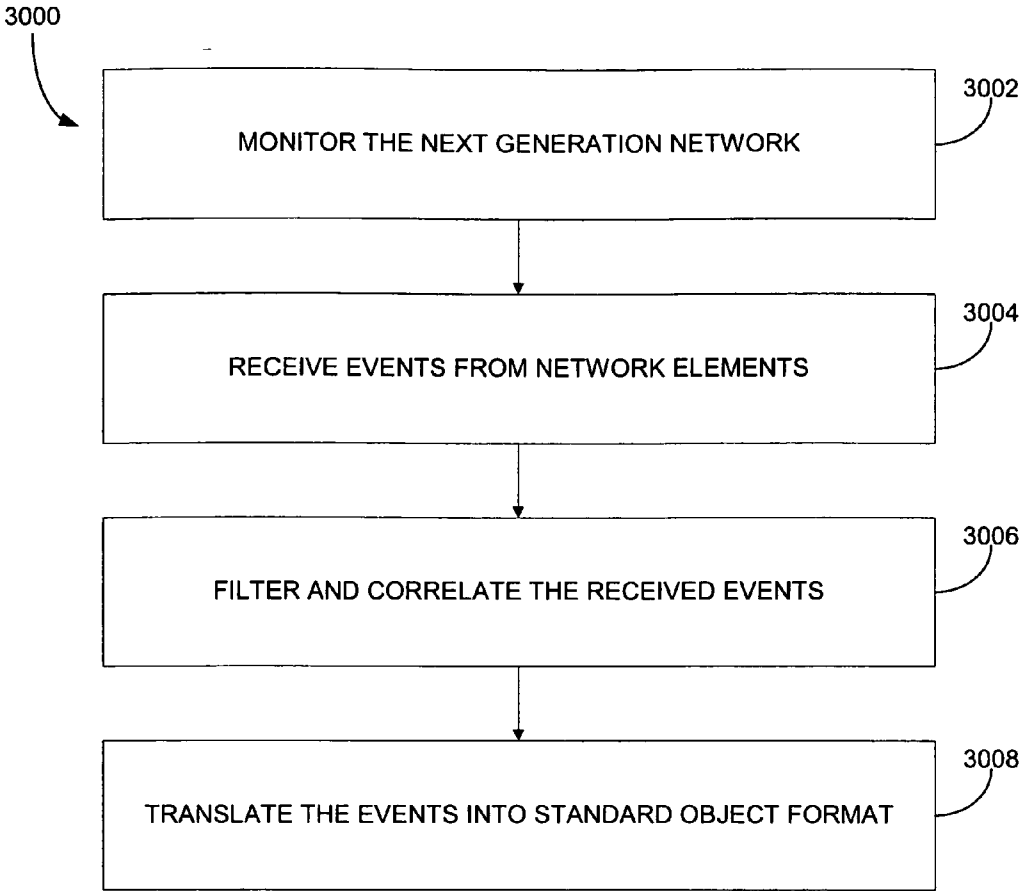 3000
3002
MONITOR THE NEXT GENERATION NETWORK
3004
RECEIVE EVENTS FROM NETWORK ELEMENTS
3006
FILTER AND CORRELATE THE RECEIVED EVENTS
3008
TRANSLATE THE EVENTS INTO STANDARD OBJECT FORMAT